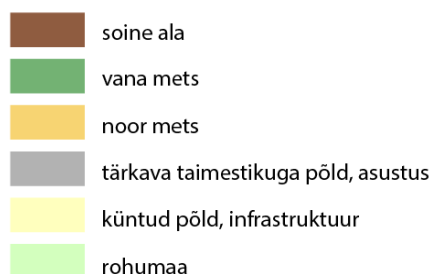 soine ala
vana mets
noor mets
tärkava taimestikuga põld, asustus
küntud põld, infrastruktuur
rohumaa